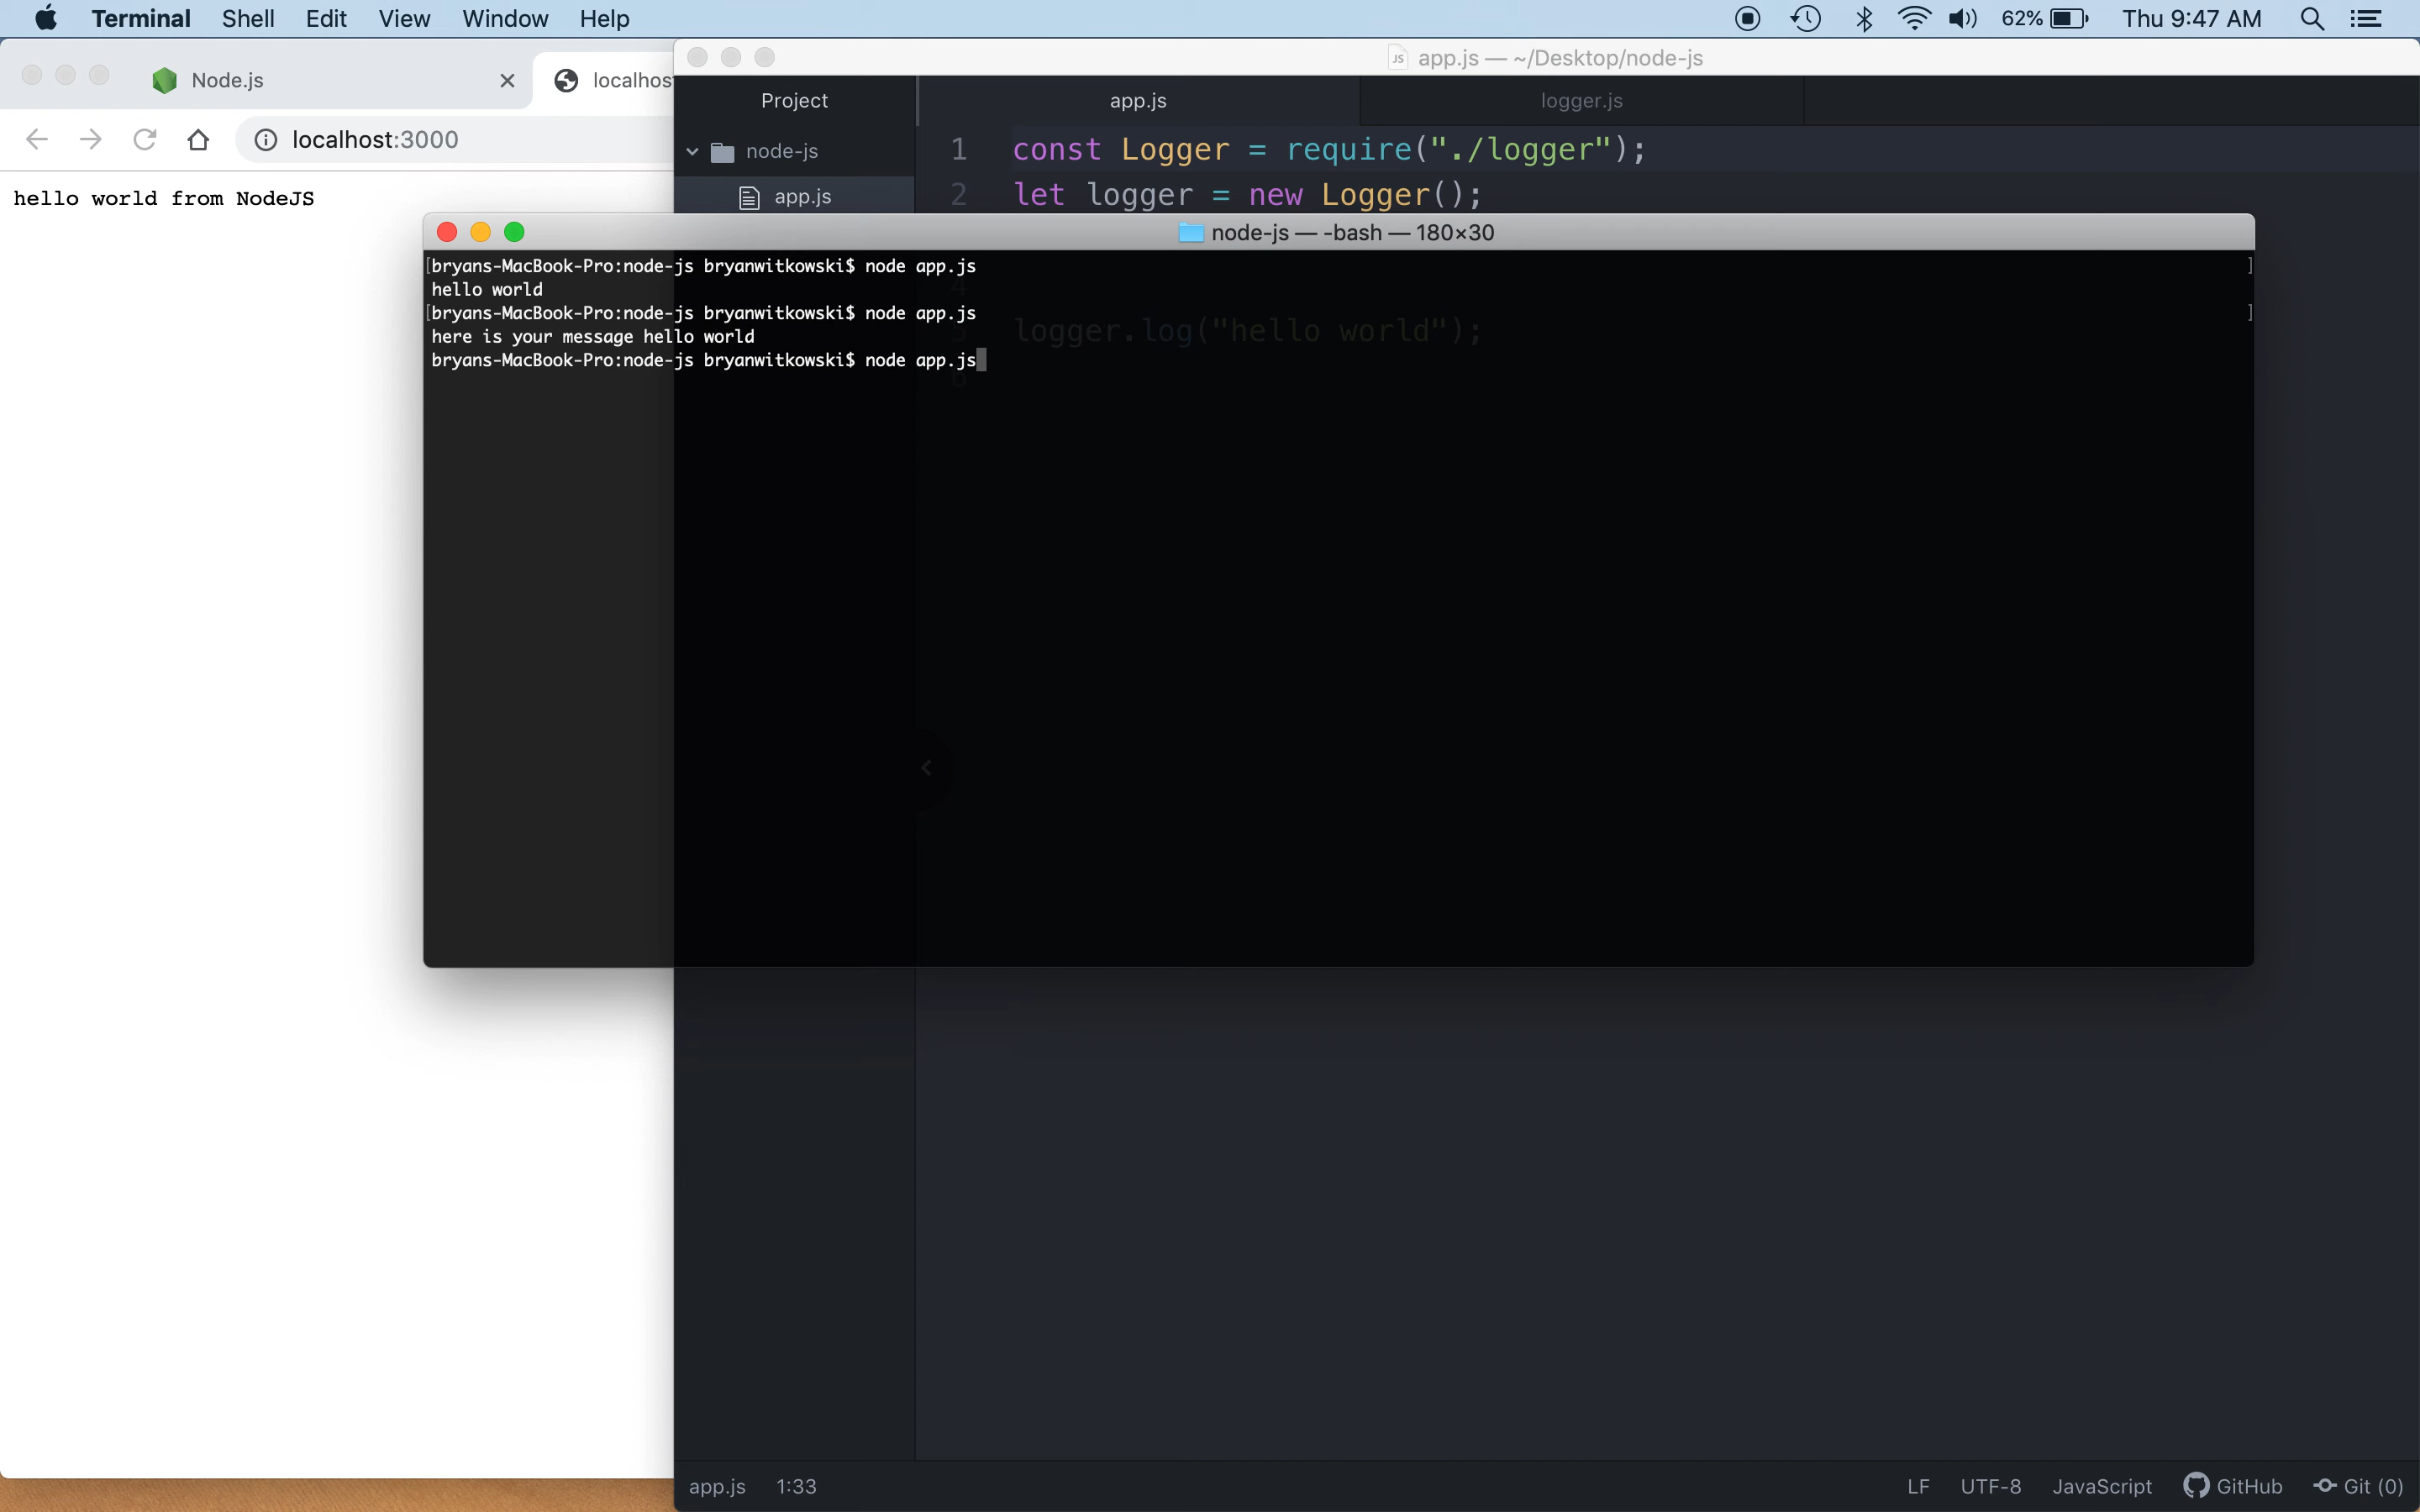 Terminal Shell Edit View Window Help 62% Thu 9:47 AM
Node.js
localhos
localhost:3000
hello world from NodeJS
JS app.js — ~/Desktop/node-js
Project
node-js
app.js
app.js logger.js
1 const Logger = require("./logger");
2 let logger = new Logger();
4
logger.log("hello world");
6
node-js — -bash — 180×30
[bryans-MacBook-Pro:node-js bryanwitkowski$ node app.js ]
hello world
[bryans-MacBook-Pro:node-js bryanwitkowski$ node app.js ]
here is your message hello world
bryans-MacBook-Pro:node-js bryanwitkowski$ node app.js
app.js 1:33 LF UTF-8 JavaScript GitHub Git (0)